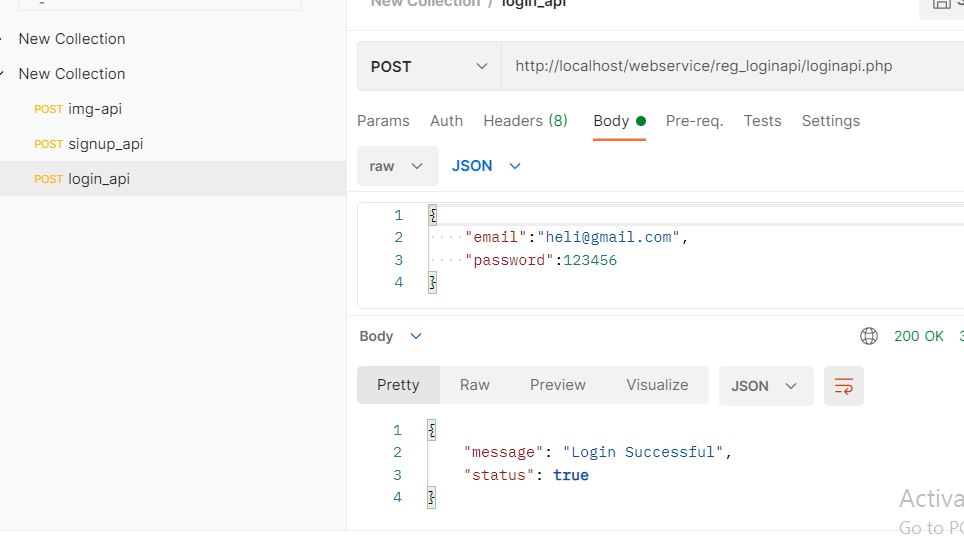 New Collection / login_api
New Collection
New Collection
POST img-api
POST signup_api
POST login_api
POST
http://localhost/webservice/reg_loginapi/loginapi.php
Params Auth Headers (8) Body Pre-req. Tests Settings
raw JSON
1 {
2 "email":"heli@gmail.com",
3 "password":123456
4 }
Body 200 OK
Pretty Raw Preview Visualize JSON
1 {
2 "message": "Login Successful",
3 "status": true
4 }
Activa
Go to PC